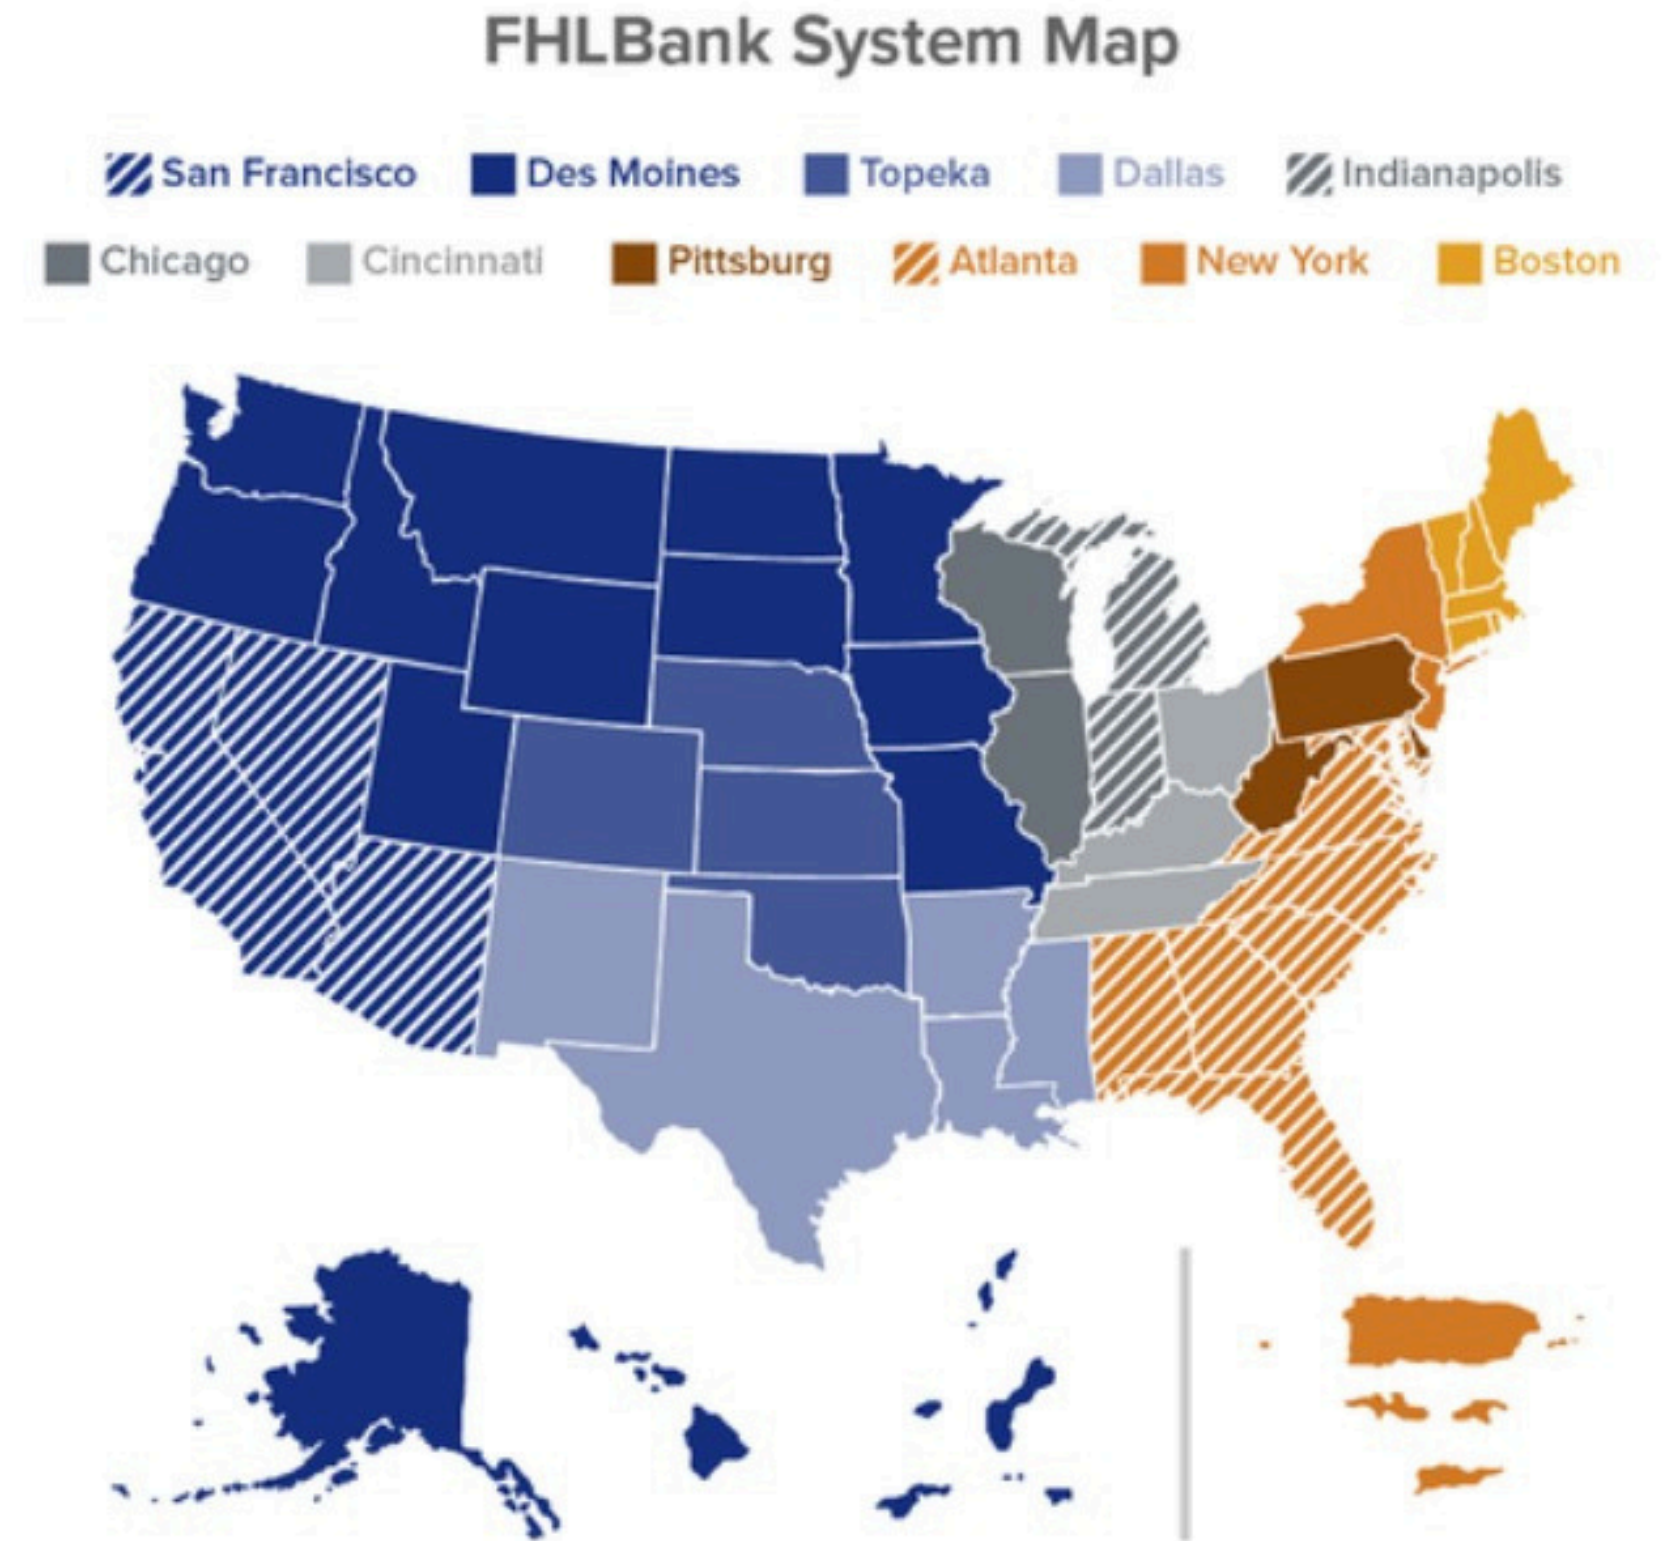 FHLBank System Map
San Francisco Des Moines Topeka Dallas Indianapolis
Chicago Cincinnati Pittsburg Atlanta New York Boston